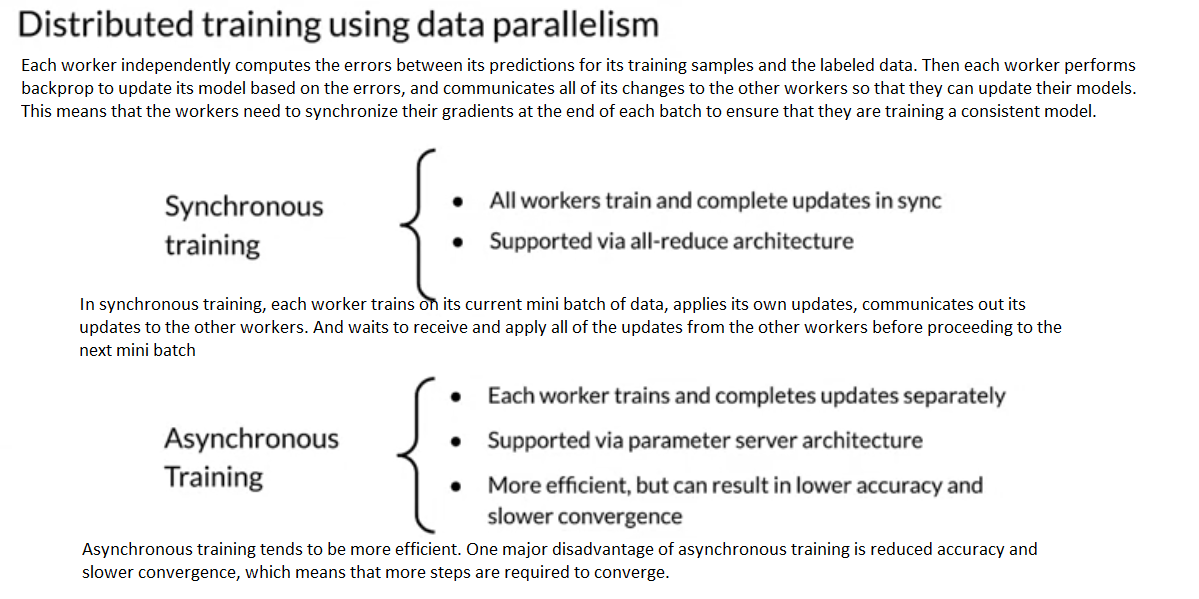 Distributed training using data parallelism
Each worker independently computes the errors between its predictions for its training samples and the labeled data. Then each worker performs
backprop to update its model based on the errors, and communicates all of its changes to the other workers so that they can update their models.
This means that the workers need to synchronize their gradients at the end of each batch to ensure that they are training a consistent model.
Synchronous
training
• All workers train and complete updates in sync
• Supported via all-reduce architecture
In synchronous training, each worker trains on its current mini batch of data, applies its own updates, communicates out its
updates to the other workers. And waits to receive and apply all of the updates from the other workers before proceeding to the
next mini batch
Asynchronous
Training
• Each worker trains and completes updates separately
• Supported via parameter server architecture
• More efficient, but can result in lower accuracy and
slower convergence
Asynchronous training tends to be more efficient. One major disadvantage of asynchronous training is reduced accuracy and
slower convergence, which means that more steps are required to converge.